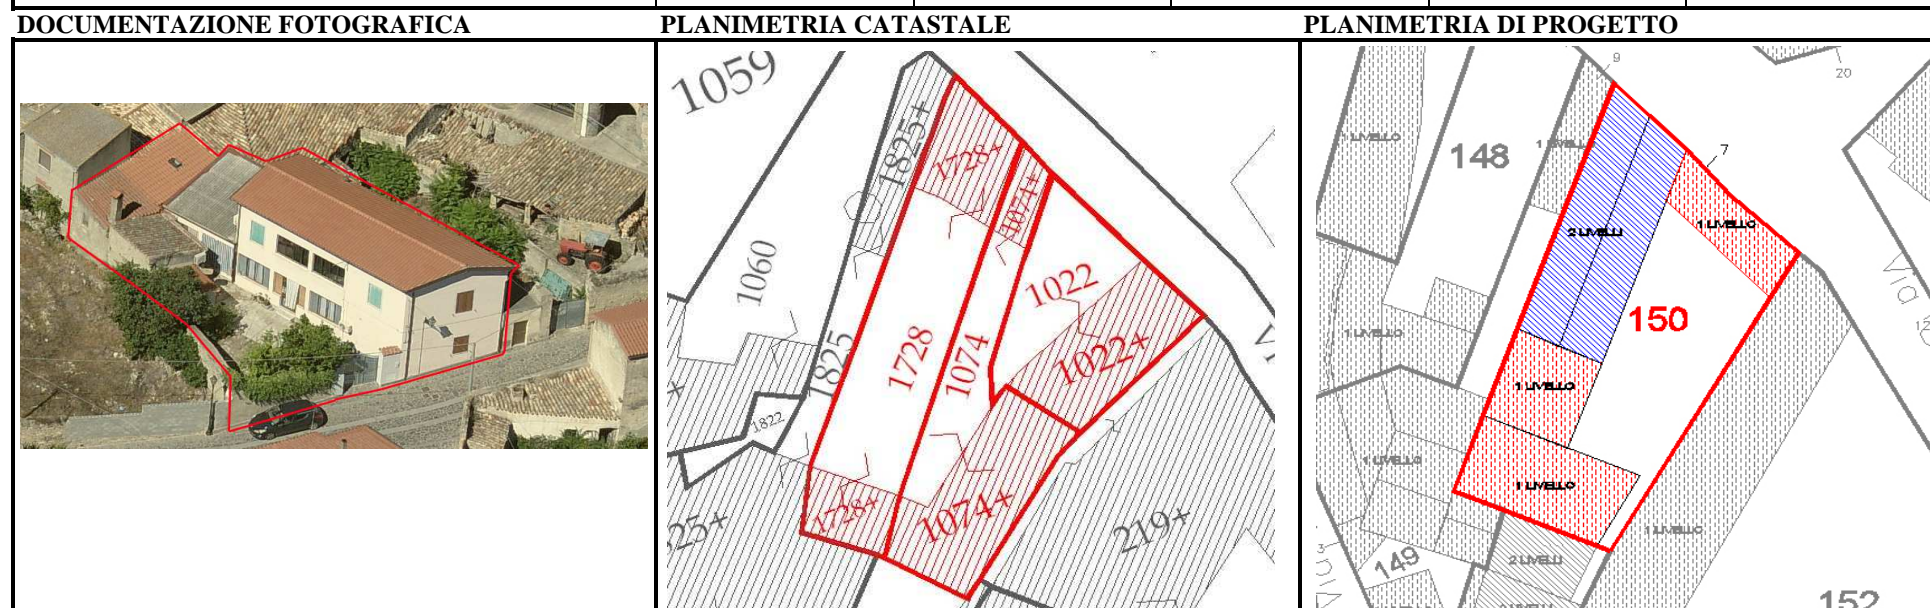 DOCUMENTAZIONE FOTOGRAFICA
PLANIMETRIA CATASTALE
PLANIMETRIA DI PROGETTO
1059
1825+
1728+
1074+
1060
1022
1825
1728
1074
1022+
1822
1728+
1074+
219+
25+
9
20
1 LIVELLO
148
1 LIVELLO
7
2 LIVELLI
1 LIVELLO
150
Via
1 LIVELLO
1 LIVELLO
1 LIVELLO
1 LIVELLO
1 LIVELLO
3
149
2 LIVELLI
152